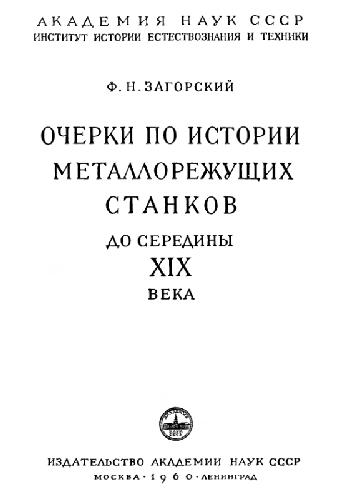 АКАДЕМИЯ НАУК СССР
ИНСТИТУТ ИСТОРИИ ЕСТЕСТВОЗНАНИЯ И ТЕХНИКИ
Ф. Н. ЗАГОРСКИЙ
ОЧЕРКИ ПО ИСТОРИИ
МЕТАЛЛОРЕЖУЩИХ
СТАНКОВ
ДО СЕРЕДИНЫ
XIX
ВЕКА
ИЗДАТЕЛЬСТВО АКАДЕМИИ НАУК СССР
МОСКВА · 1960 · ЛЕНИНГРАД